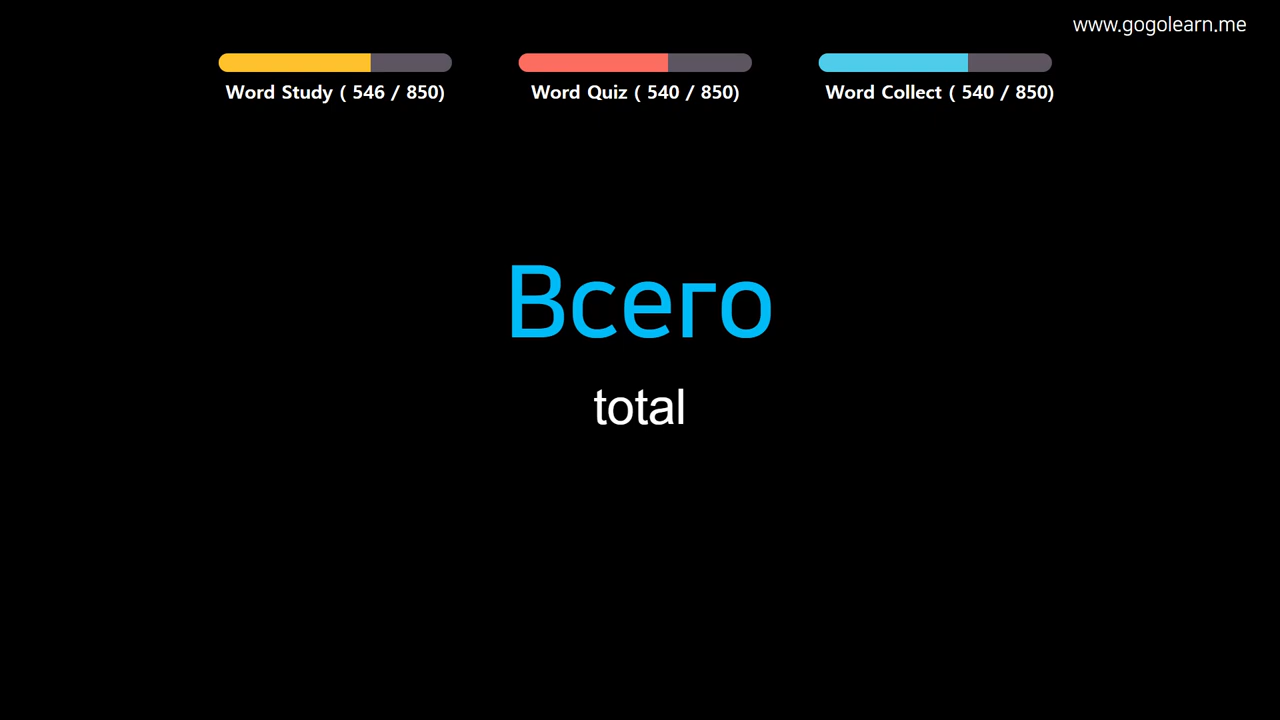 www.gogolearn.me
Word Study ( 546 / 850)
Word Quiz ( 540 / 850)
Word Collect ( 540 / 850)
Всего
total